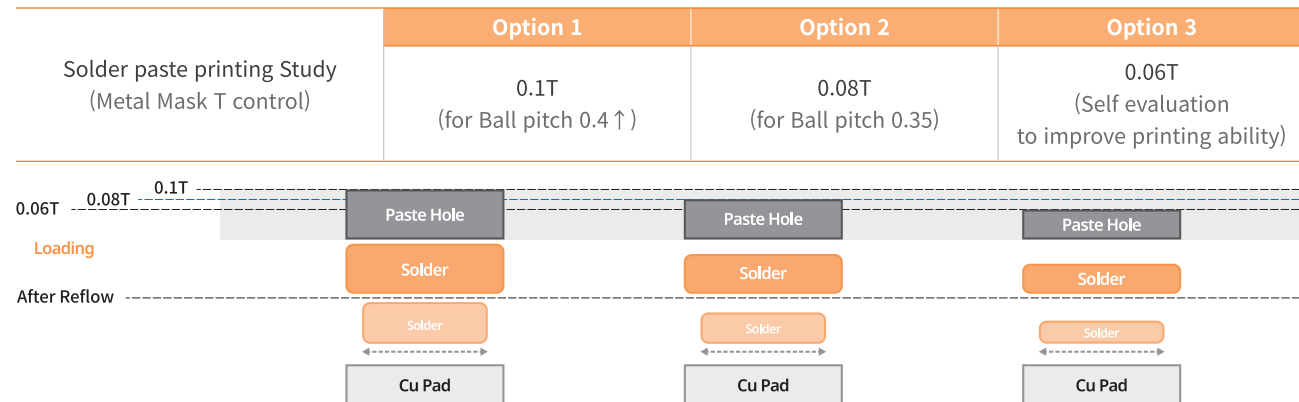 Option 1
Option 2
Option 3
Solder paste printing Study
(Metal Mask T control)
0.1T
(for Ball pitch 0.4↑)
0.08T
(for Ball pitch 0.35)
0.06T
(Self evaluation
to improve printing ability)
0.1T
0.08T
0.06T
Paste Hole
Paste Hole
Paste Hole
Loading
Solder
Solder
Solder
After Reflow
Solder
Solder
Solder
Cu Pad
Cu Pad
Cu Pad